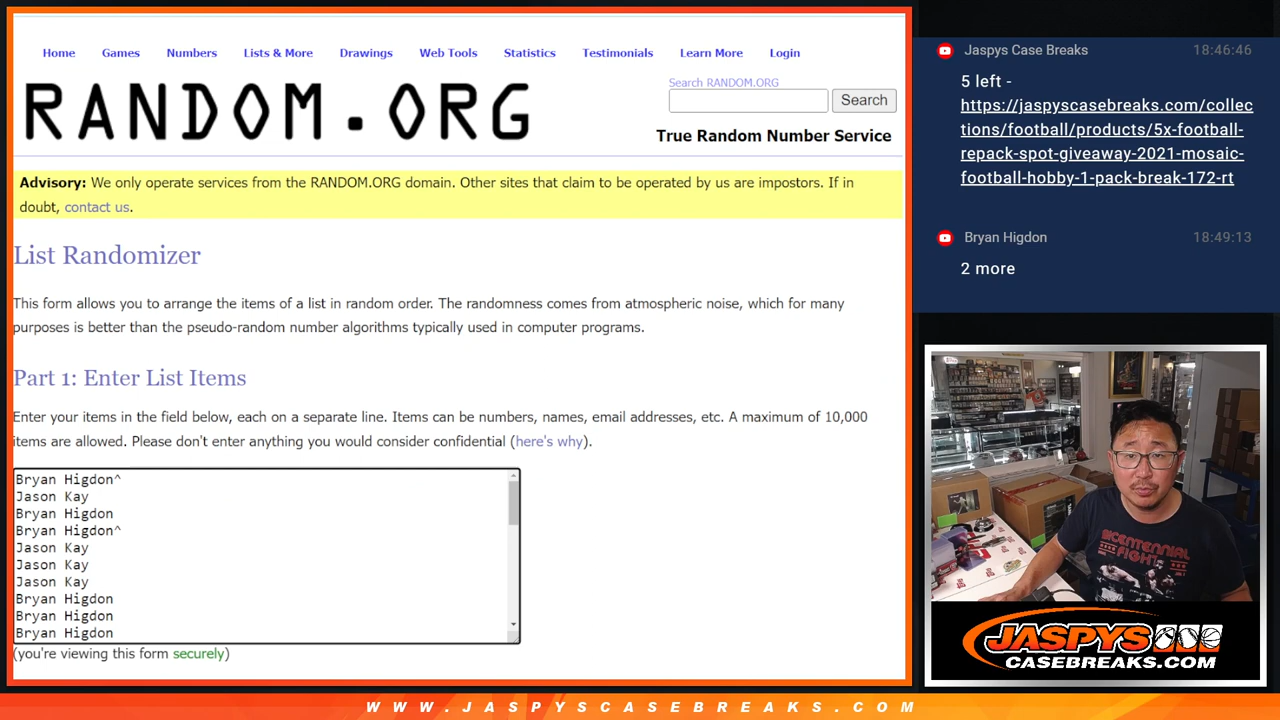 Home Games Numbers Lists & More Drawings Web Tools Statistics Testimonials Learn More Login
RANDOM.ORG
Search RANDOM.ORG
Search
True Random Number Service
Advisory: We only operate services from the RANDOM.ORG domain. Other sites that claim to be operated by us are impostors. If in
doubt, contact us.
List Randomizer
This form allows you to arrange the items of a list in random order. The randomness comes from atmospheric noise, which for many
purposes is better than the pseudo-random number algorithms typically used in computer programs.
Part 1: Enter List Items
Enter your items in the field below, each on a separate line. Items can be numbers, names, email addresses, etc. A maximum of 10,000
items are allowed. Please don't enter anything you would consider confidential (here's why).
Bryan Higdon^
Jason Kay
Bryan Higdon
Bryan Higdon^
Jason Kay
Jason Kay
Jason Kay
Bryan Higdon
Bryan Higdon
Bryan Higdon
(you're viewing this form securely)
Jaspys Case Breaks 18:46:46
5 left -
https://jaspyscasebreaks.com/collec
tions/football/products/5x-football-
repack-spot-giveaway-2021-mosaic-
football-hobby-1-pack-break-172-rt
Bryan Higdon 18:49:13
2 more
BICENTENNIAL
FIGHT
JASPYS
CASEBREAKS.COM
WWW.JASPYSCASEBREAKS.COM